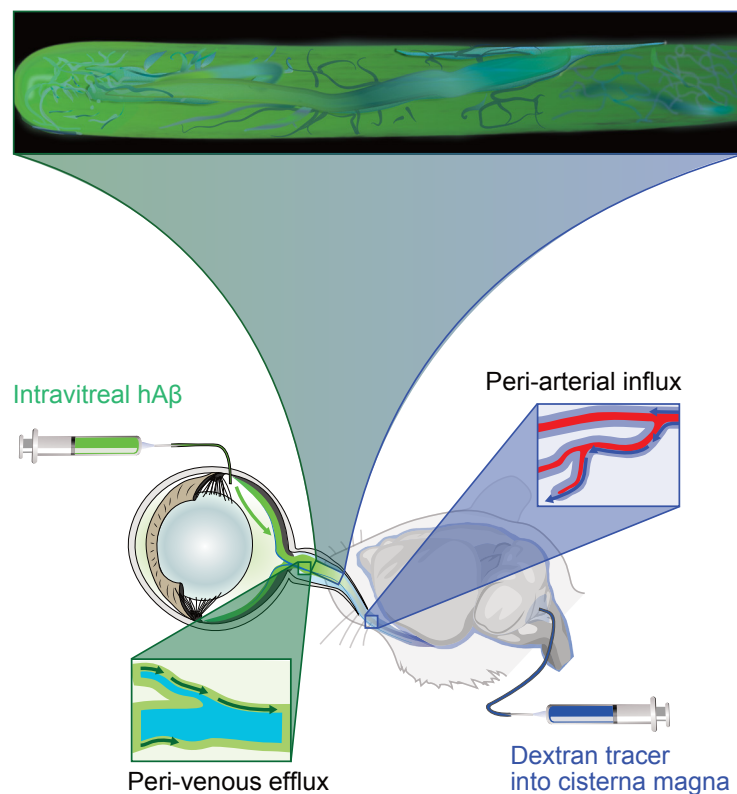 Intravitreal hAβ
Peri-arterial influx
Peri-venous efflux
Dextran tracer
into cisterna magna